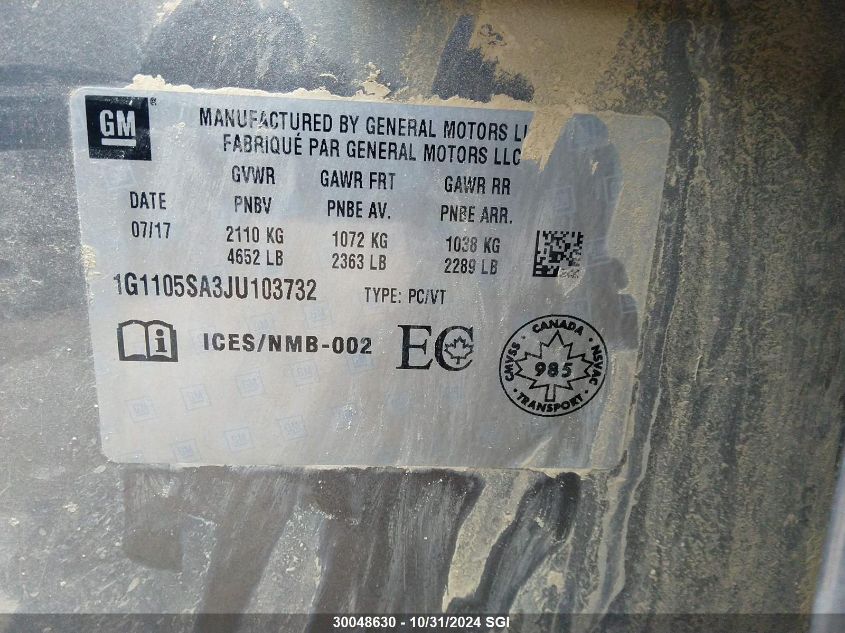 GM
MANUFACTURED BY GENERAL MOTORS
FABRIQUÉ PAR GENERAL MOTORS LLC
GVWR GAWR FRT GAWR RR
DATE PNBV PNBE AV. PNBE ARR.
07/17 2110 KG 1072 KG 1038 KG
4652 LB 2363 LB 2289 LB
1G1105SA3JU103732 TYPE: PC/VT
i ICES/NMB-002 EC
CANADA
CMVSS 985 NSVAC
TRANSPORT
30048630 - 10/31/2024 SGI